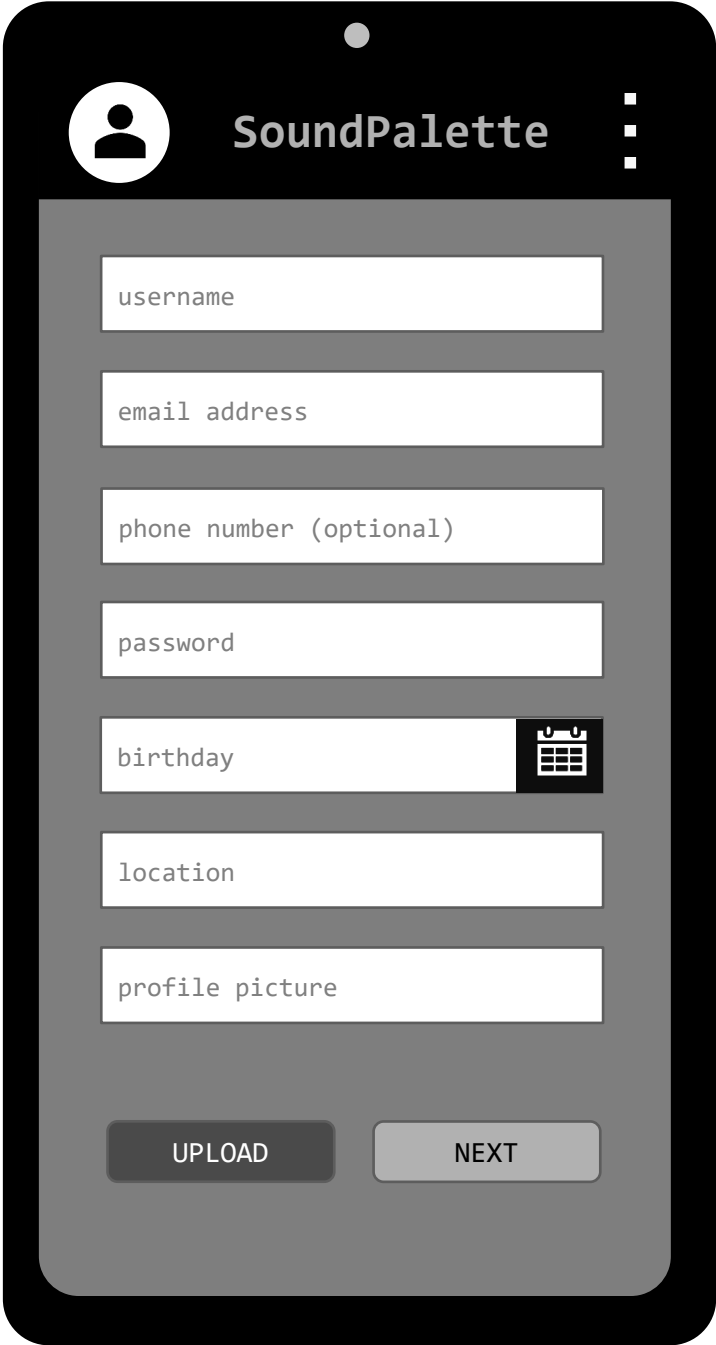 SoundPalette
username
email address
phone number (optional)
password
birthday
location
profile picture
UPLOAD
NEXT